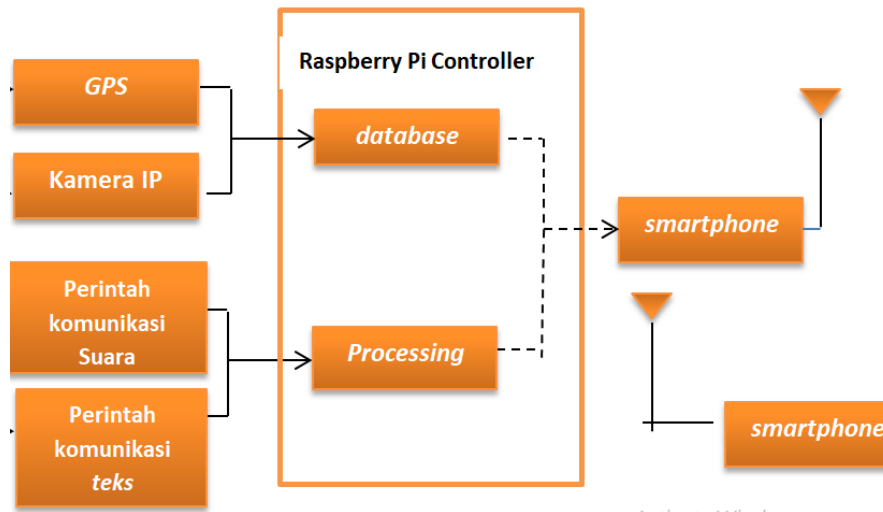 Raspberry Pi Controller
GPS
database
Kamera IP
smartphone
Perintah
komunikasi
Suara
Processing
Perintah
komunikasi
teks
smartphone